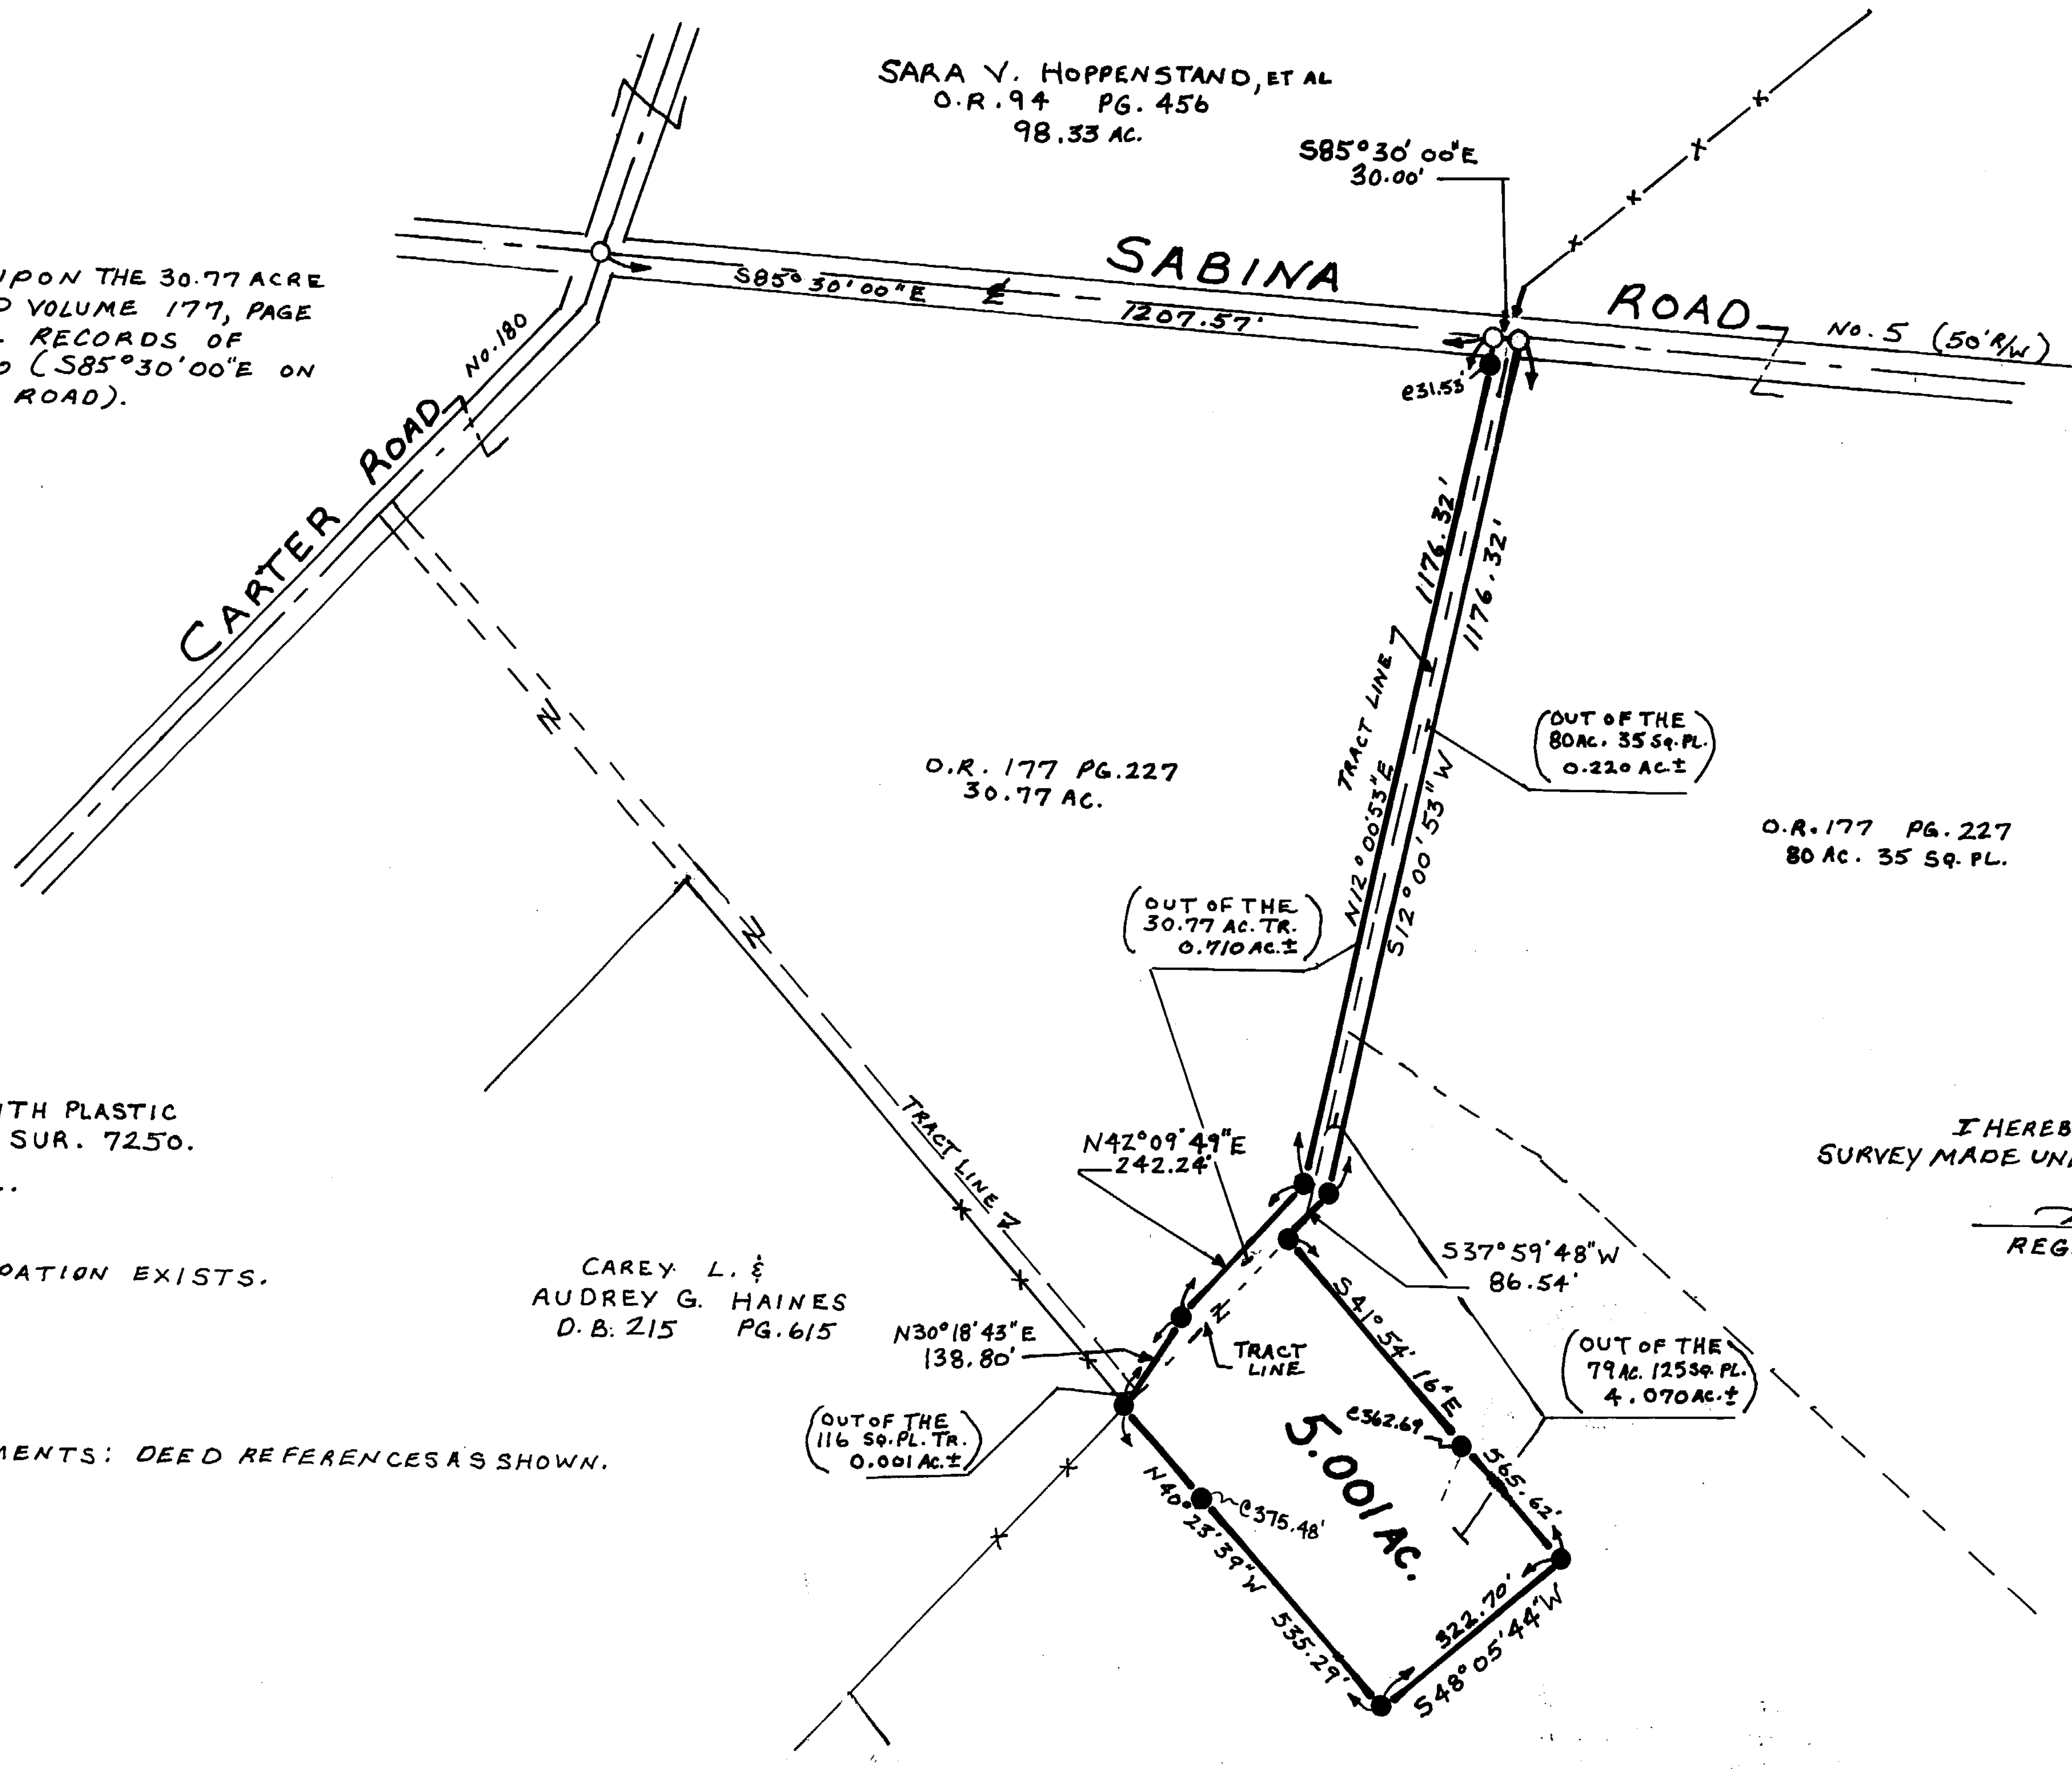 SARA V. HOPPENSTAND, ET AL
O.R. 94 PG. 456
98.33 AC.
S85°30'00"E
30.00'
UPON THE 30.77 ACRE
VOLUME 177, PAGE
RECORDS OF
(S85°30'00"E ON
ROAD).
SABINA ROAD No. 5 (50' R/W)
S85°30'00"E
1207.57'
@31.53'
CARTER ROAD No. 180
1176.32'
1176.32'
TRACT LINE
N12°00'53"E
S12°00'53"W
(OUT OF THE
80 AC. 35 SQ. PL.
0.220 AC.±)
O.R. 177 PG. 227
30.77 AC.
O.R. 177 PG. 227
80 AC. 35 SQ. PL.
(OUT OF THE
30.77 AC. TR.
0.710 AC.±)
ITH PLASTIC
SUR. 7250.
TRACT LINE
N42°09'49"E
242.24'
I HEREB
SURVEY MADE UN
REG
DATION EXISTS.
CAREY L. &
AUDREY G. HAINES
D.B. 215 PG. 615
N30°18'43"E
138.80'
TRACT
LINE
S37°59'48"W
86.54'
S41°54'16"E
565.62'
@362.69
(OUT OF THE
79 AC. 125 SQ. PL.
4.070 AC.±)
(OUT OF THE
116 SQ. PL. TR.
0.001 AC.±)
MENTS: DEED REFERENCES AS SHOWN.
5.001 AC.
N40°23'39"W
535.29'
@375.48'
322.70'
S48°05'44"W